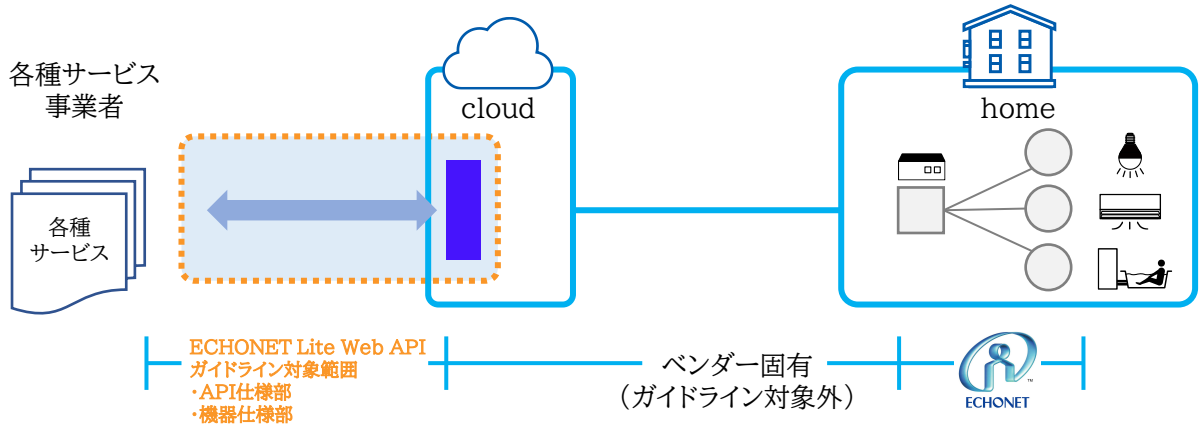 各種サービス
事業者
cloud
home
各種
サービス
ECHONET Lite Web API
ガイドライン対象範囲
・API仕様部
・機器仕様部
ベンダー固有
（ガイドライン対象外）
TM
ECHONET